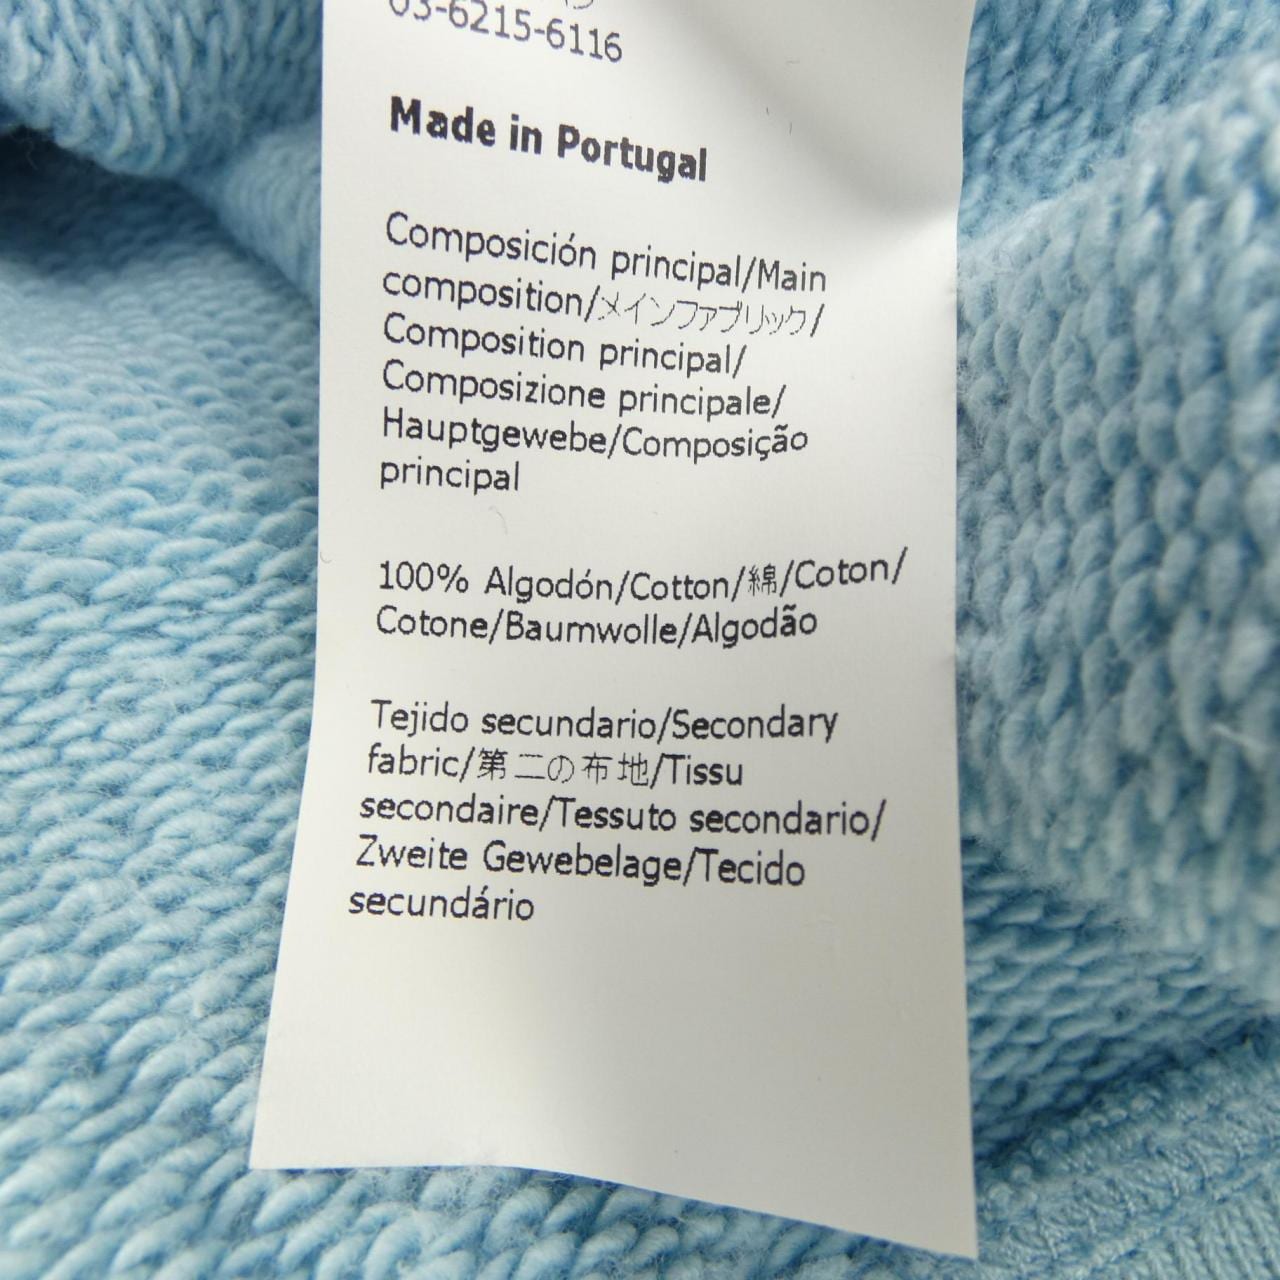 03-6215-6116
Made in Portugal
Composición principal/Main
composition/メインファブリック/
Composition principal/
Composizione principale/
Hauptgewebe/Composição
principal
100% Algodón/Cotton/綿/Coton/
Cotone/Baumwolle/Algodão
Tejido secundario/Secondary
fabric/第二の布地/Tissu
secondaire/Tessuto secondario/
Zweite Gewebelage/Tecido
secundário